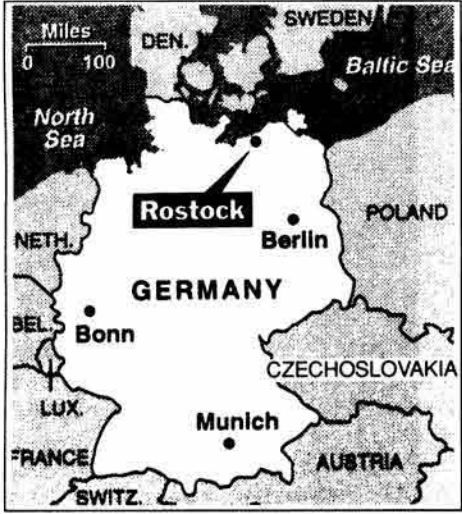 Miles
0 100
DEN.
SWEDEN
Baltic Sea
North
Sea
Rostock
POLAND
Berlin
NETH.
GERMANY
BEL.
Bonn
CZECHOSLOVAKIA
LUX.
Munich
FRANCE
AUSTRIA
SWITZ.